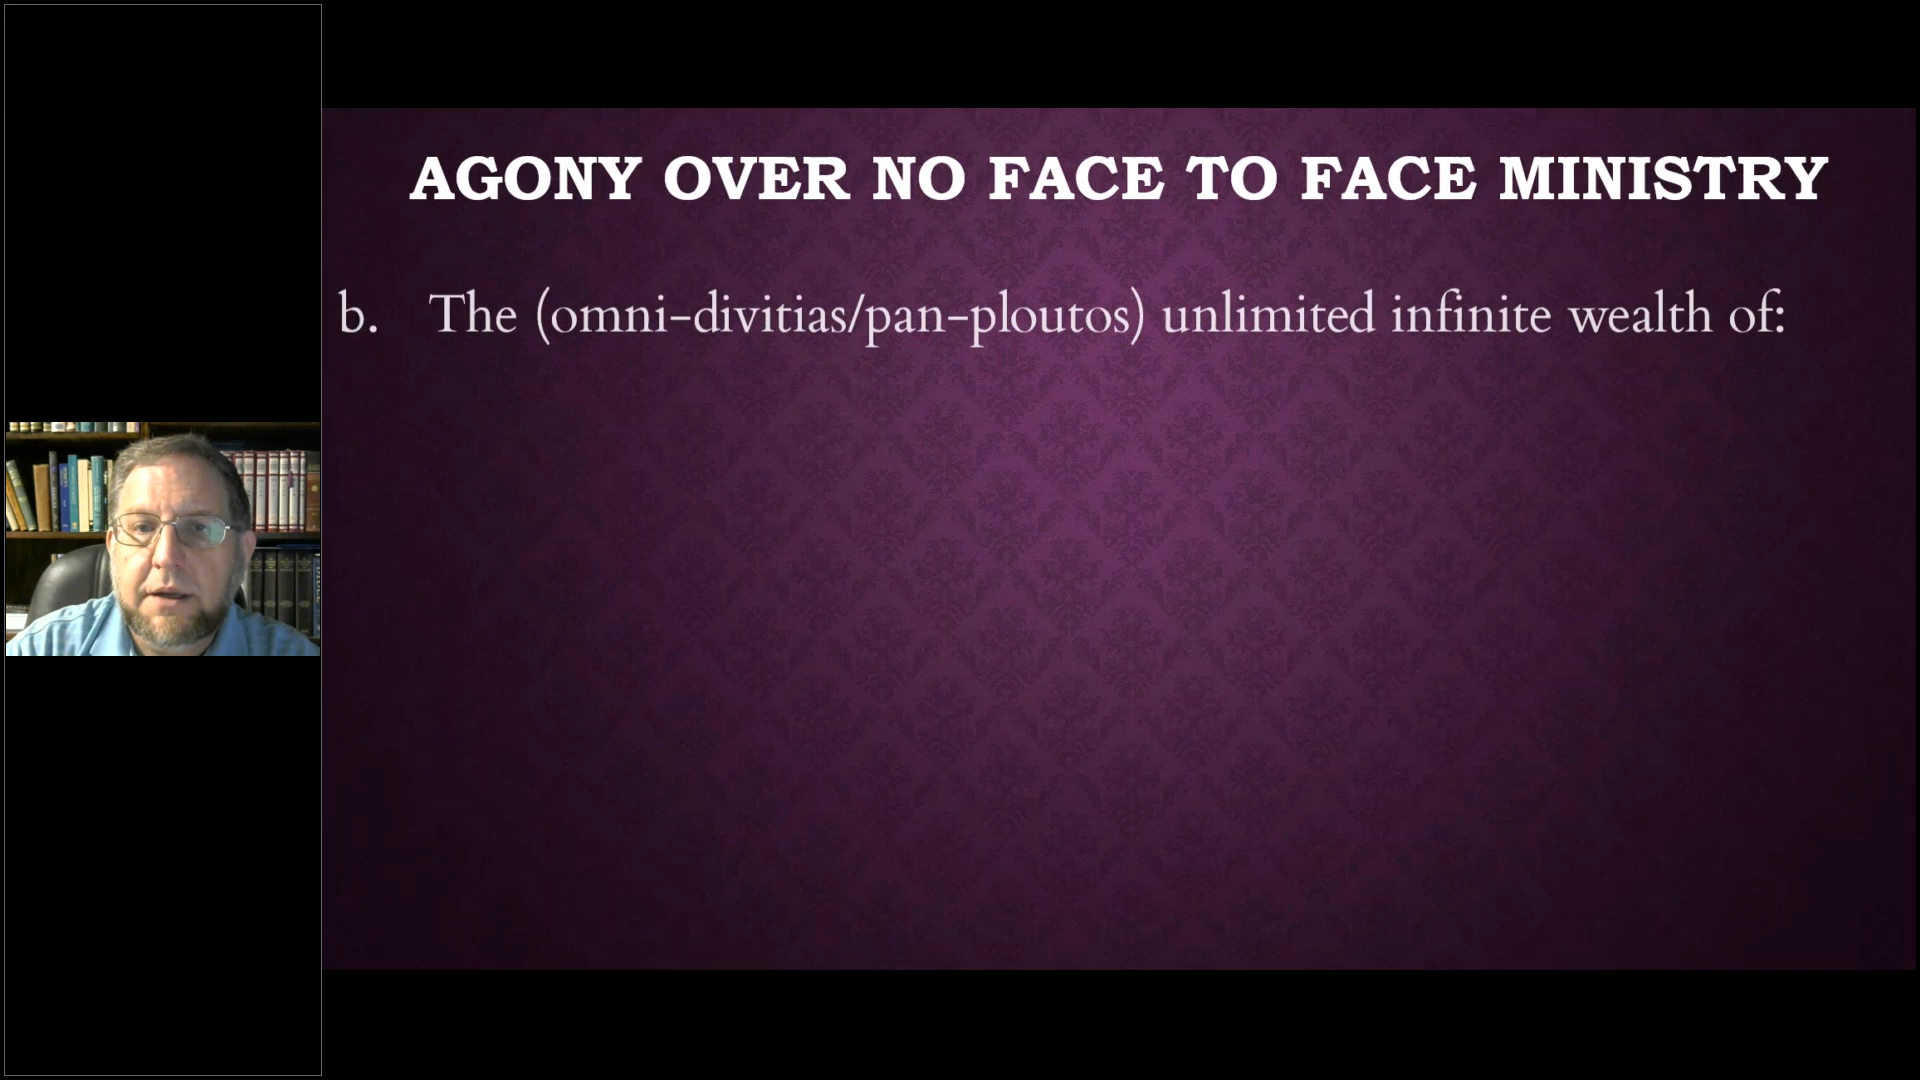 AGONY OVER NO FACE TO FACE MINISTRY
b. The (omni-divitias/pan-ploutos) unlimited infinite wealth of: